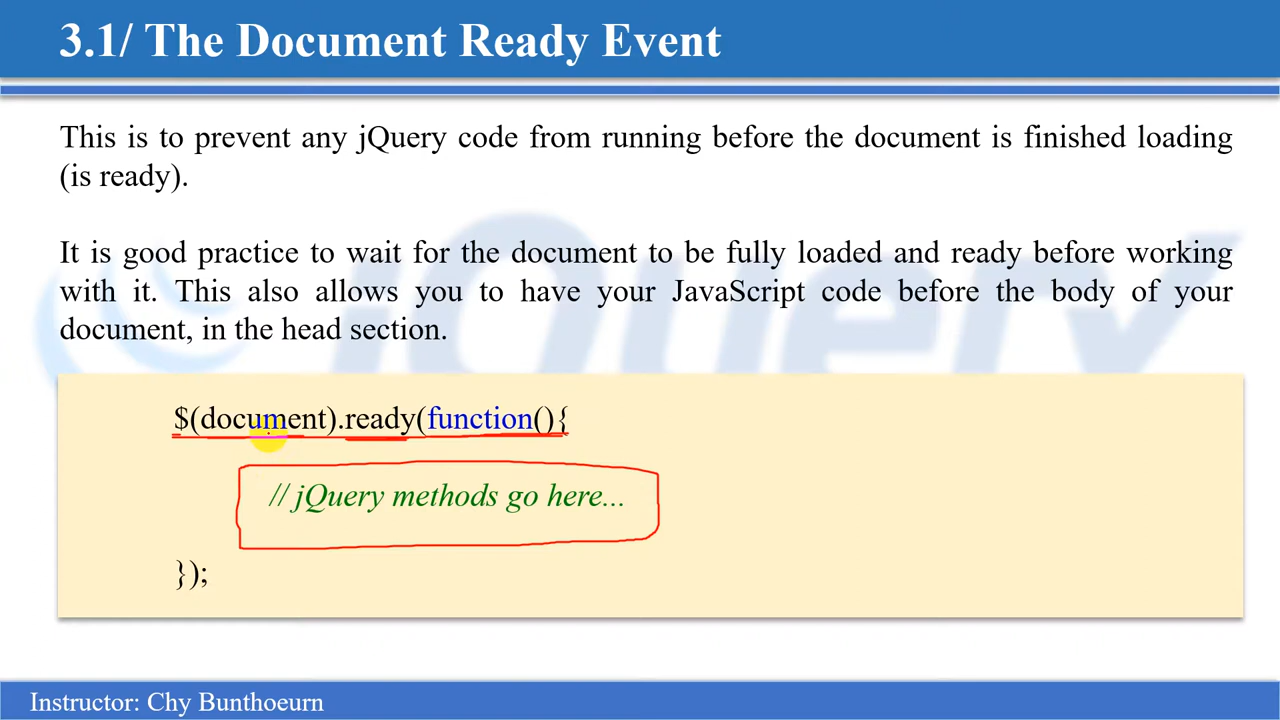 3.1/ The Document Ready Event
This is to prevent any jQuery code from running before the document is finished loading
(is ready).
It is good practice to wait for the document to be fully loaded and ready before working
with it. This also allows you to have your JavaScript code before the body of your
document, in the head section.
jQuery
$(document).ready(function(){
// jQuery methods go here...
});
Instructor: Chy Bunthoeurn